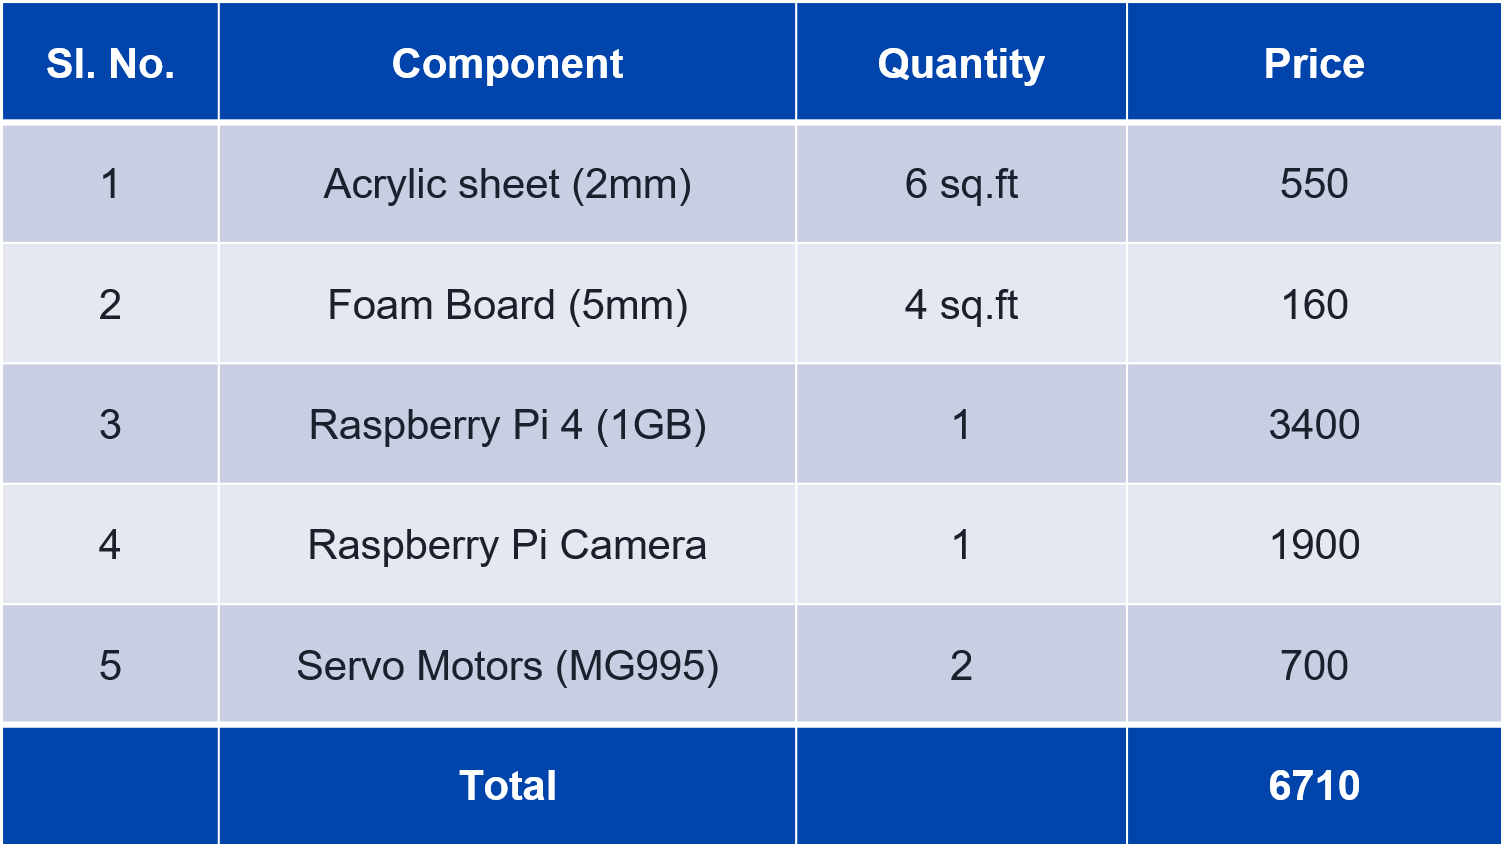 Sl. No. Component Quantity Price
1 Acrylic sheet (2mm) 6 sq.ft 550
2 Foam Board (5mm) 4 sq.ft 160
3 Raspberry Pi 4 (1GB) 1 3400
4 Raspberry Pi Camera 1 1900
5 Servo Motors (MG995) 2 700
Total 6710